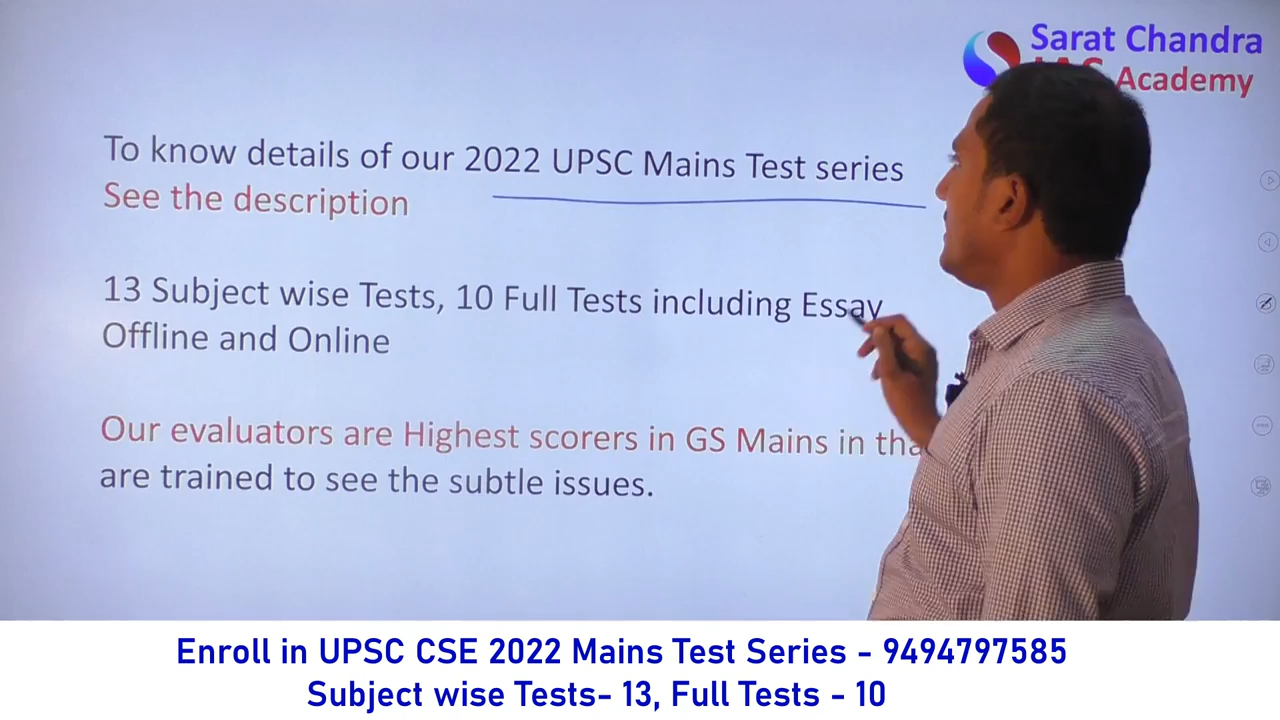 Sarat Chandra
Academy
To know details of our 2022 UPSC Mains Test series
See the description
13 Subject wise Tests, 10 Full Tests including Essay
Offline and Online
Our evaluators are Highest scorers in GS Mains in
are trained to see the subtle issues.
Enroll in UPSC CSE 2022 Mains Test Series - 9494797585
Subject wise Tests- 13, Full Tests - 10